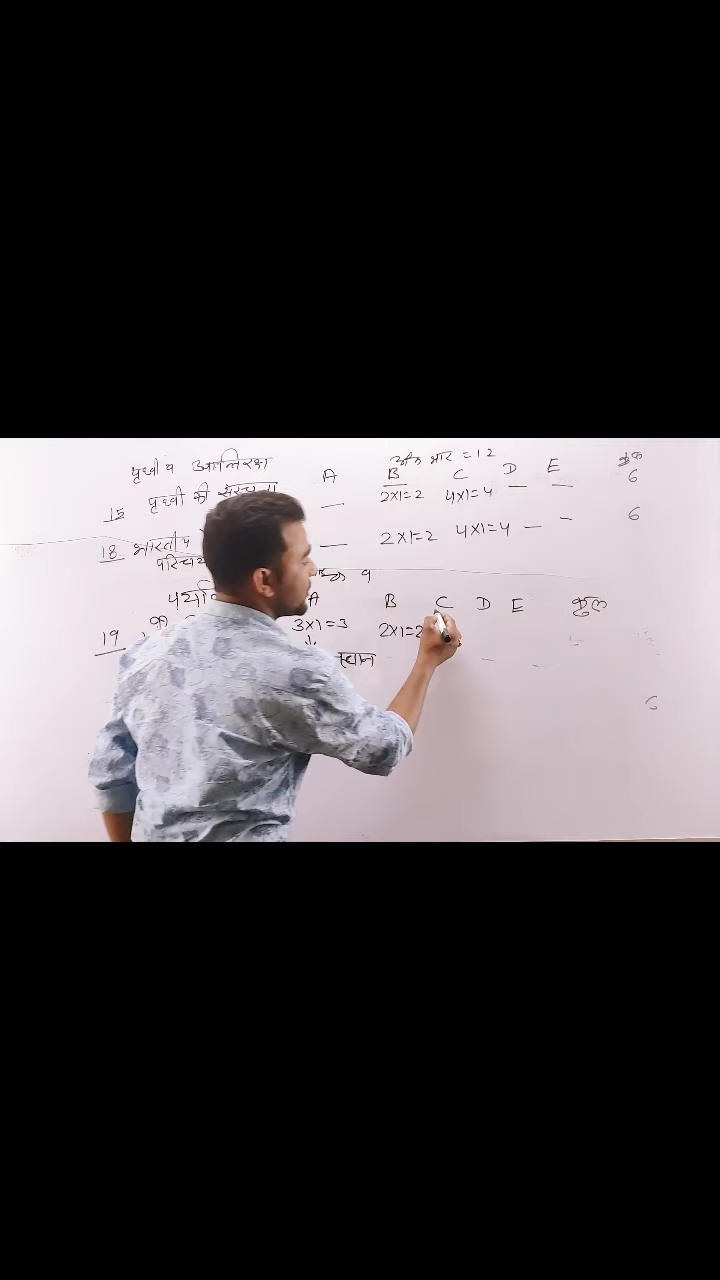 पृथ्वी व अंतरिक्ष अंक भार = 12
A B C D E अंक
15 पृथ्वी की संरचना — 2×1=2 4×1=4 — — 6
18 भारतीय — 2×1=2 4×1=4 — — 6
परिचय
A B C D E कुल
19 3×1=3 2×1=2
स्थान